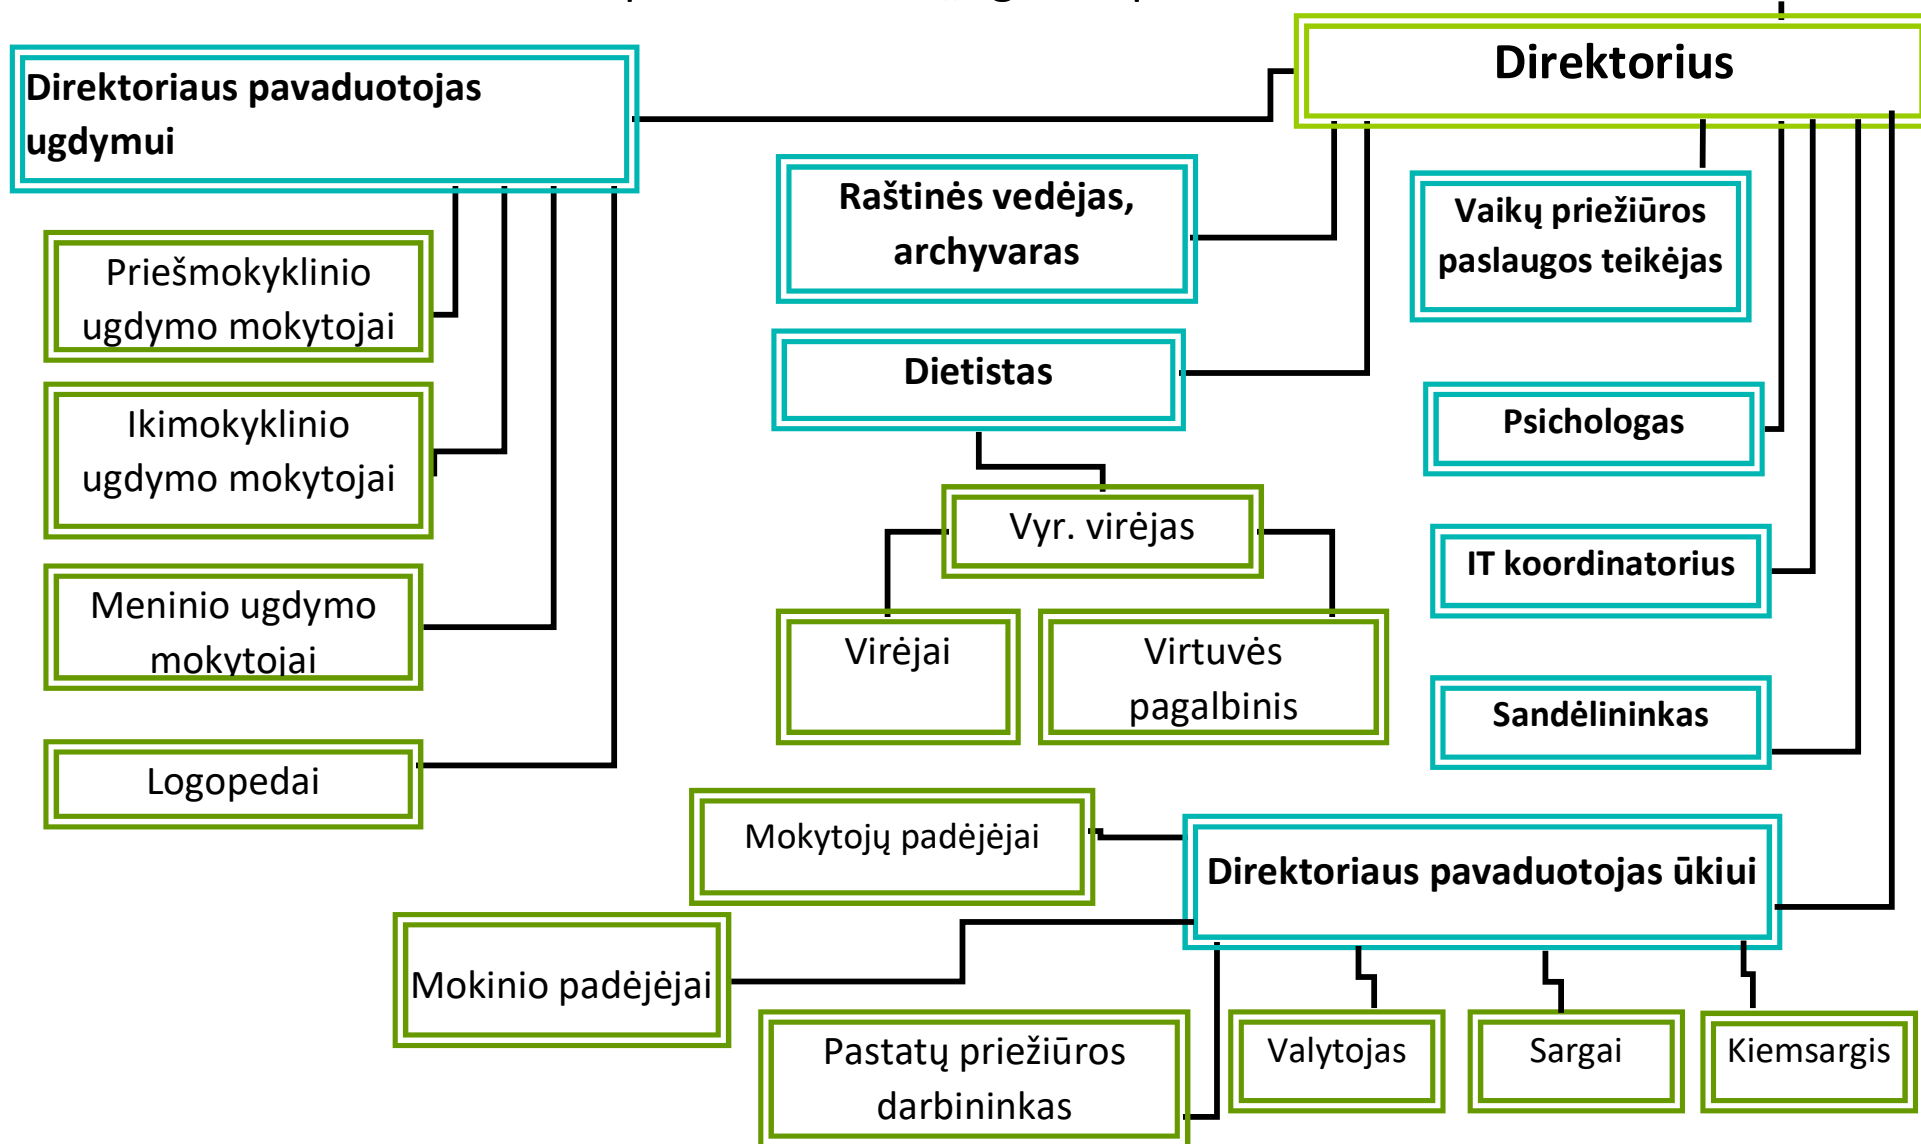 Direktorius
Direktoriaus pavaduotojas
ugdymui
Raštinės vedėjas,
archyvaras
Vaikų priežiūros
paslaugos teikėjas
Priešmokyklinio
ugdymo mokytojai
Dietistas
Ikimokyklinio
ugdymo mokytojai
Psichologas
Vyr. virėjas
IT koordinatorius
Meninio ugdymo
mokytojai
Virėjai
Virtuvės
pagalbinis
Sandėlininkas
Logopedai
Mokytojų padėjėjai
Direktoriaus pavaduotojas ūkiui
Mokinio padėjėjai
Pastatų priežiūros
darbininkas
Valytojas
Sargai
Kiemsargis